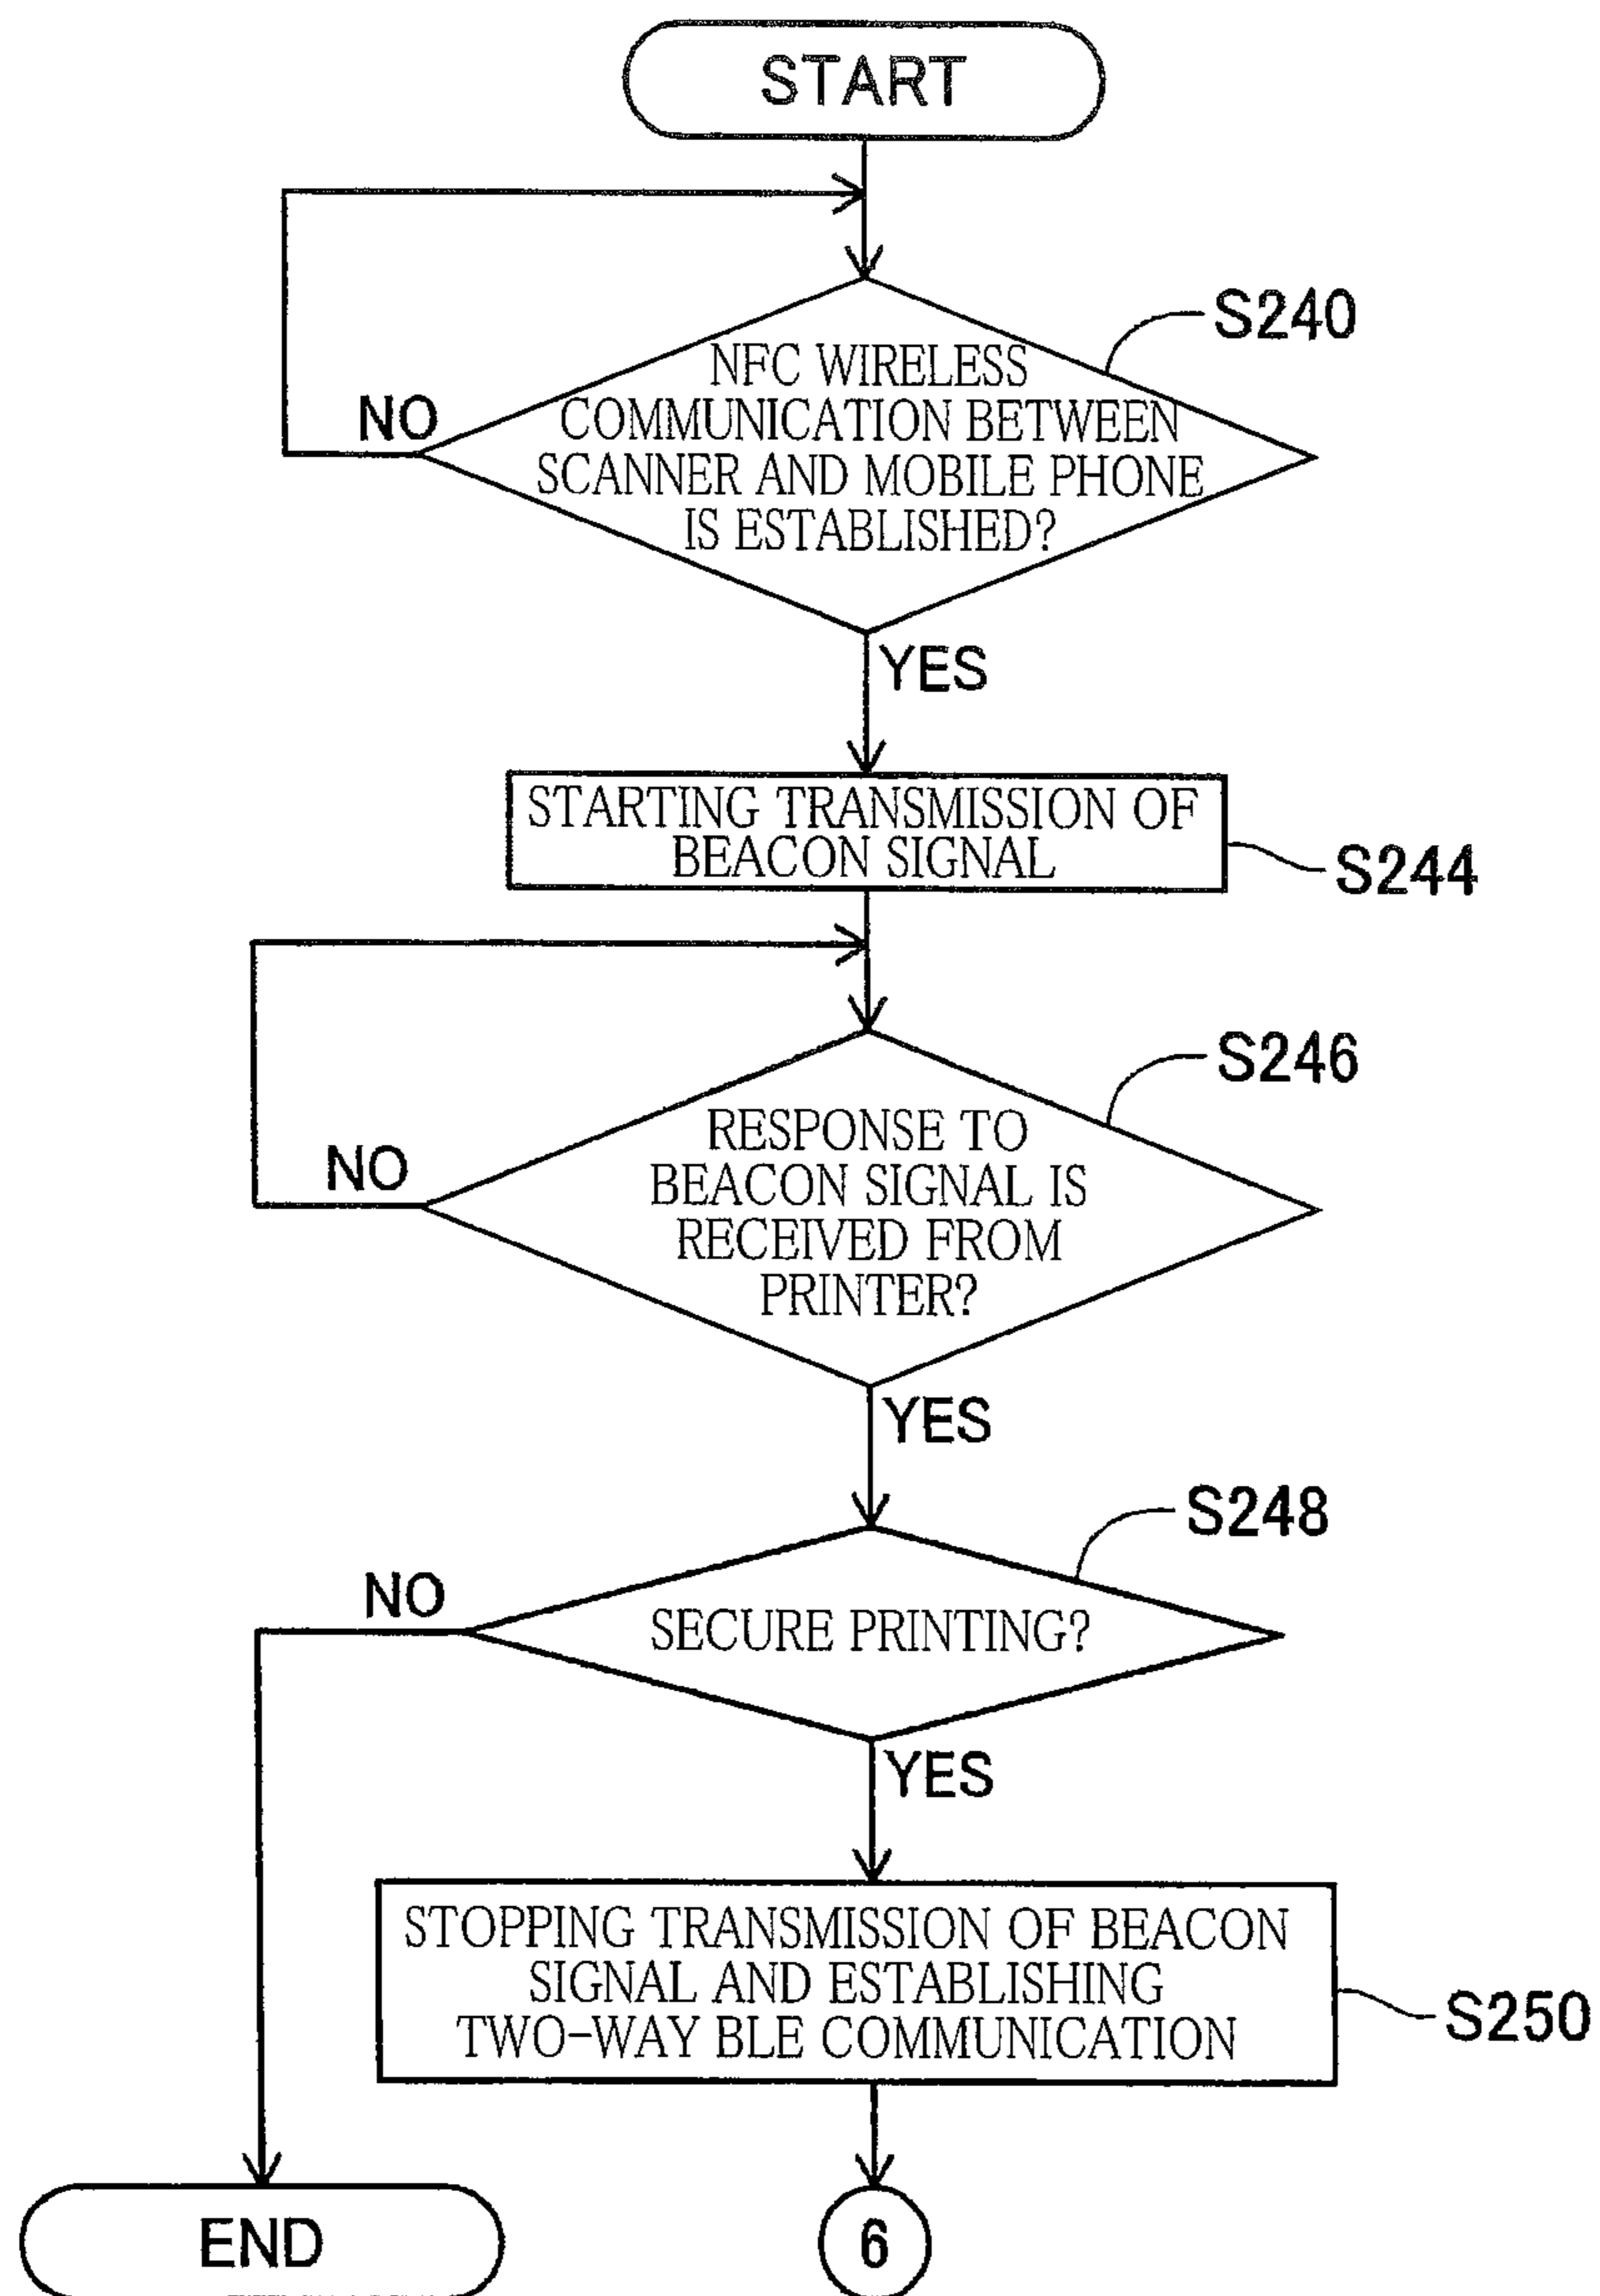 START
S240
NFC WIRELESS
COMMUNICATION BETWEEN
SCANNER AND MOBILE PHONE
IS ESTABLISHED?
NO
YES
STARTING TRANSMISSION OF
BEACON SIGNAL
S244
S246
RESPONSE TO
BEACON SIGNAL IS
RECEIVED FROM
PRINTER?
NO
YES
S248
NO
SECURE PRINTING?
YES
STOPPING TRANSMISSION OF BEACON
SIGNAL AND ESTABLISHING
TWO-WAY BLE COMMUNICATION
S250
END
6